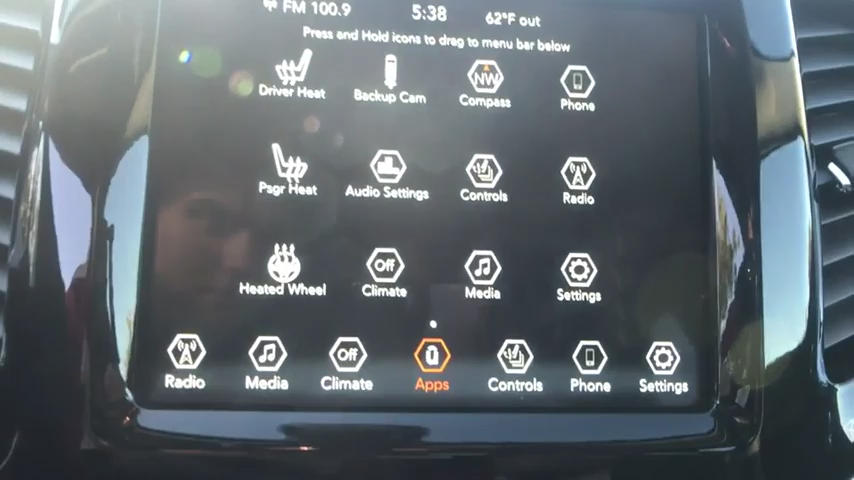 FM 100.9 5:38 62°F out
Press and Hold icons to drag to menu bar below
Driver Heat Backup Cam NW Compass Phone
Psgr Heat Audio Settings Controls Radio
Heated Wheel Off Climate Media Settings
Off
Radio Media Climate Apps Controls Phone Settings